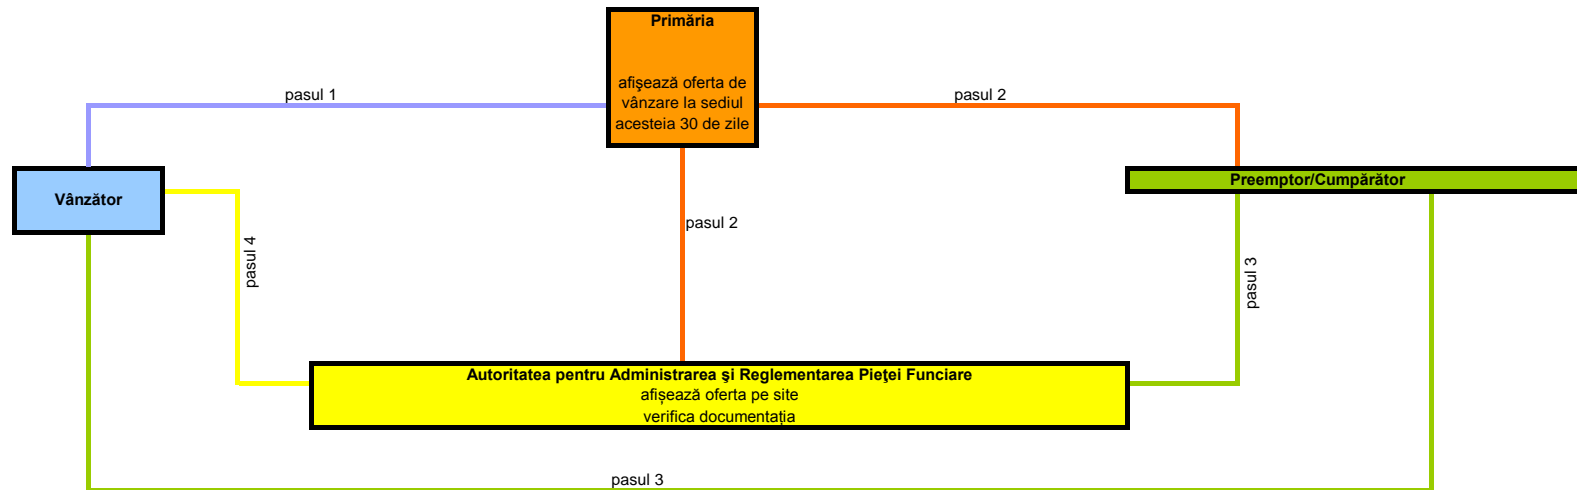 Primăria
afişează oferta de
vânzare la sediul
acesteia 30 de zile
pasul 1
pasul 2
Vânzător
Preemptor/Cumpărător
pasul 2
pasul 4
pasul 3
Autoritatea pentru Administrarea şi Reglementarea Pieţei Funciare
afișează oferta pe site
verifica documentația
pasul 3